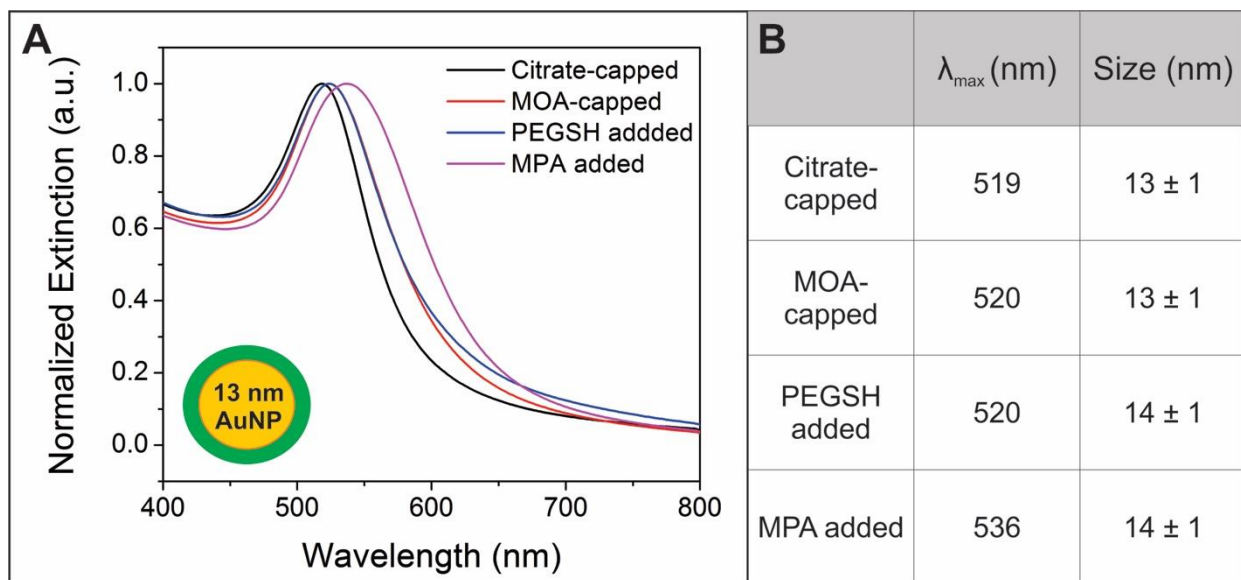 A
Normalized Extinction (a.u.)
1.0
0.8
0.6
0.4
0.2
0.0
Citrate-capped
MOA-capped
PEGSH addded
MPA added
13 nm
AuNP
400
500
600
700
800
Wavelength (nm)
B
λmax (nm)
Size (nm)
Citrate-
capped
519
13 ± 1
MOA-
capped
520
13 ± 1
PEGSH
added
520
14 ± 1
MPA added
536
14 ± 1